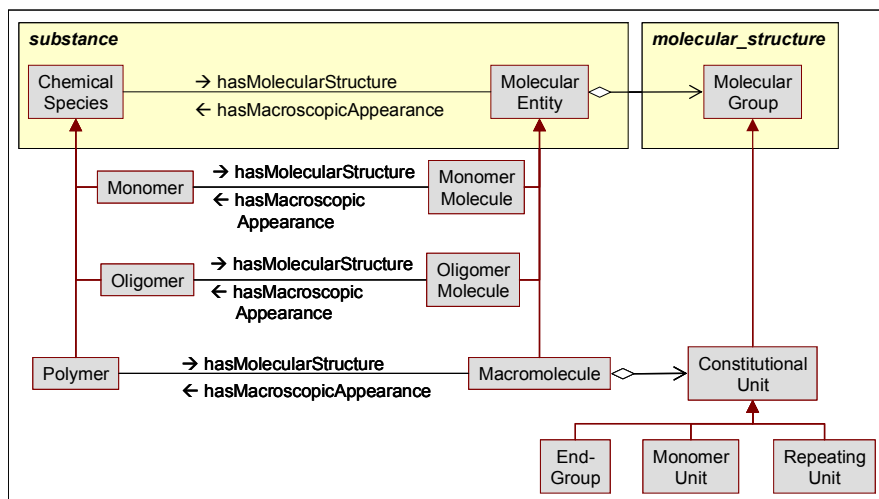 substance
molecular_structure
Chemical
Species
→ hasMolecularStructure
← hasMacroscopicAppearance
Molecular
Entity
Molecular
Group
Monomer
→ hasMolecularStructure
← hasMacroscopic
Appearance
Monomer
Molecule
Oligomer
→ hasMolecularStructure
← hasMacroscopic
Appearance
Oligomer
Molecule
Polymer
→ hasMolecularStructure
← hasMacroscopicAppearance
Macromolecule
Constitutional
Unit
End-
Group
Monomer
Unit
Repeating
Unit